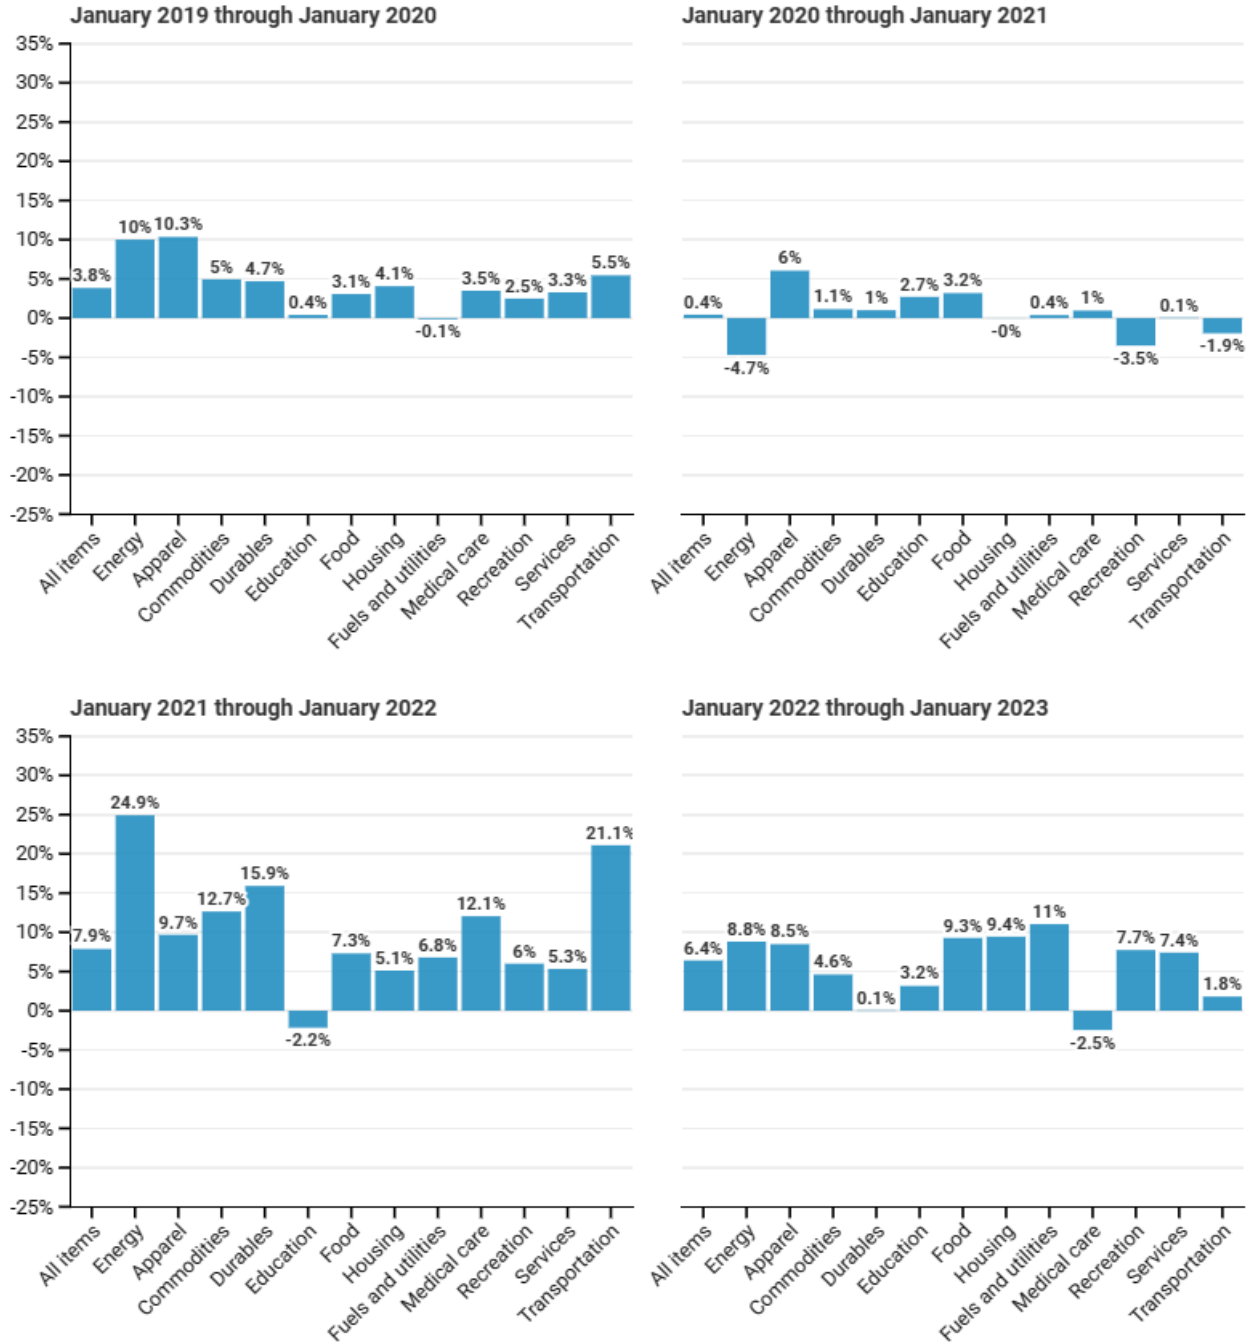 January 2019 through January 2020
35%
30%
25%
20%
15%
10%
5%
0%
-5%
-10%
-15%
-20%
-25%
3.8%
10%
10.3%
5%
4.7%
0.4%
3.1%
4.1%
-0.1%
3.5%
2.5%
3.3%
5.5%
All items
Energy
Apparel
Commodities
Durables
Education
Food
Housing
Fuels and utilities
Medical care
Recreation
Services
Transportation
January 2020 through January 2021
0.4%
-4.7%
6%
1.1%
1%
2.7%
3.2%
-0%
0.4%
1%
-3.5%
0.1%
-1.9%
All items
Energy
Apparel
Commodities
Durables
Education
Food
Housing
Fuels and utilities
Medical care
Recreation
Services
Transportation
January 2021 through January 2022
35%
30%
25%
20%
15%
10%
5%
0%
-5%
-10%
-15%
-20%
-25%
7.9%
24.9%
9.7%
12.7%
15.9%
-2.2%
7.3%
5.1%
6.8%
12.1%
6%
5.3%
21.1%
All items
Energy
Apparel
Commodities
Durables
Education
Food
Housing
Fuels and utilities
Medical care
Recreation
Services
Transportation
January 2022 through January 2023
6.4%
8.8%
8.5%
4.6%
0.1%
3.2%
9.3%
9.4%
11%
-2.5%
7.7%
7.4%
1.8%
All items
Energy
Apparel
Commodities
Durables
Education
Food
Housing
Fuels and utilities
Medical care
Recreation
Services
Transportation